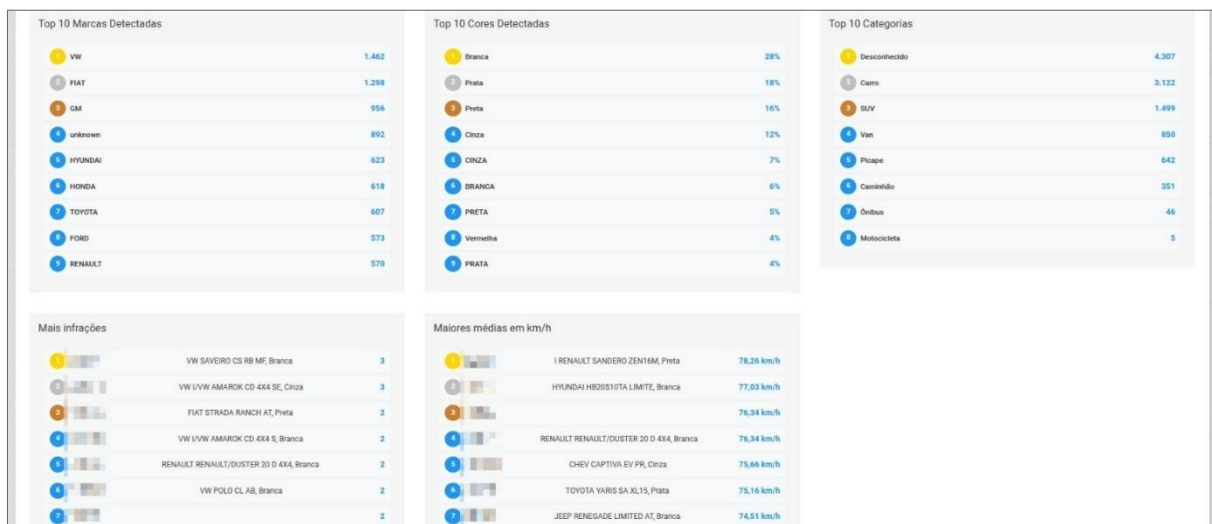 Top 10 Marcas Detectadas
1 VW 1.462
2 FIAT 1.298
3 GM 956
4 unknown 892
5 HYUNDAI 623
6 HONDA 618
7 TOYOTA 607
8 FORD 573
9 RENAULT 570
Top 10 Cores Detectadas
1 Branca 28%
2 Prata 18%
3 Preta 16%
4 Cinza 12%
5 CINZA 7%
6 BRANCA 6%
7 PRETA 5%
8 Vermelha 4%
9 PRATA 4%
Top 10 Categorias
1 Desconhecido 4.307
2 Carro 3.122
3 SUV 1.499
4 Van 850
5 Picape 642
6 Caminhão 351
7 Ônibus 46
8 Motocicleta 5
Mais infrações
1 VW SAVEIRO CS RB MF, Branca 3
2 VW I/VW AMAROK CD 4X4 SE, Cinza 3
3 FIAT STRADA RANCH AT, Preta 2
4 VW I/VW AMAROK CD 4X4 S, Branca 2
5 RENAULT RENAULT/DUSTER 20 D 4X4, Branca 2
6 VW POLO CL AB, Branca 2
7 2
Maiores médias em km/h
1 I RENAULT SANDERO ZEN16M, Preta 78,26 km/h
2 HYUNDAI HB20S10TA LIMITE, Branca 77,03 km/h
3 76,34 km/h
4 RENAULT RENAULT/DUSTER 20 D 4X4, Branca 76,34 km/h
5 CHEV CAPTIVA EV PR, Cinza 75,66 km/h
6 TOYOTA YARIS SA XL15, Prata 75,16 km/h
7 JEEP RENEGADE LIMITED AT, Branca 74,51 km/h